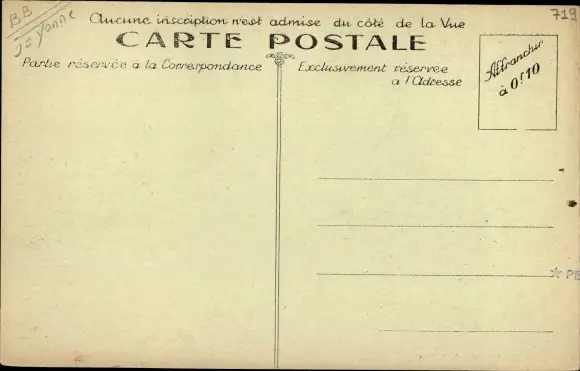 BB
Yonne
719
Aucune inscription n'est admise du côté de la Vue
CARTE POSTALE
Partie réservée à la Correspondance
Exclusivement réservée
a l'Adresse
Affranchir
à 0f10
PE